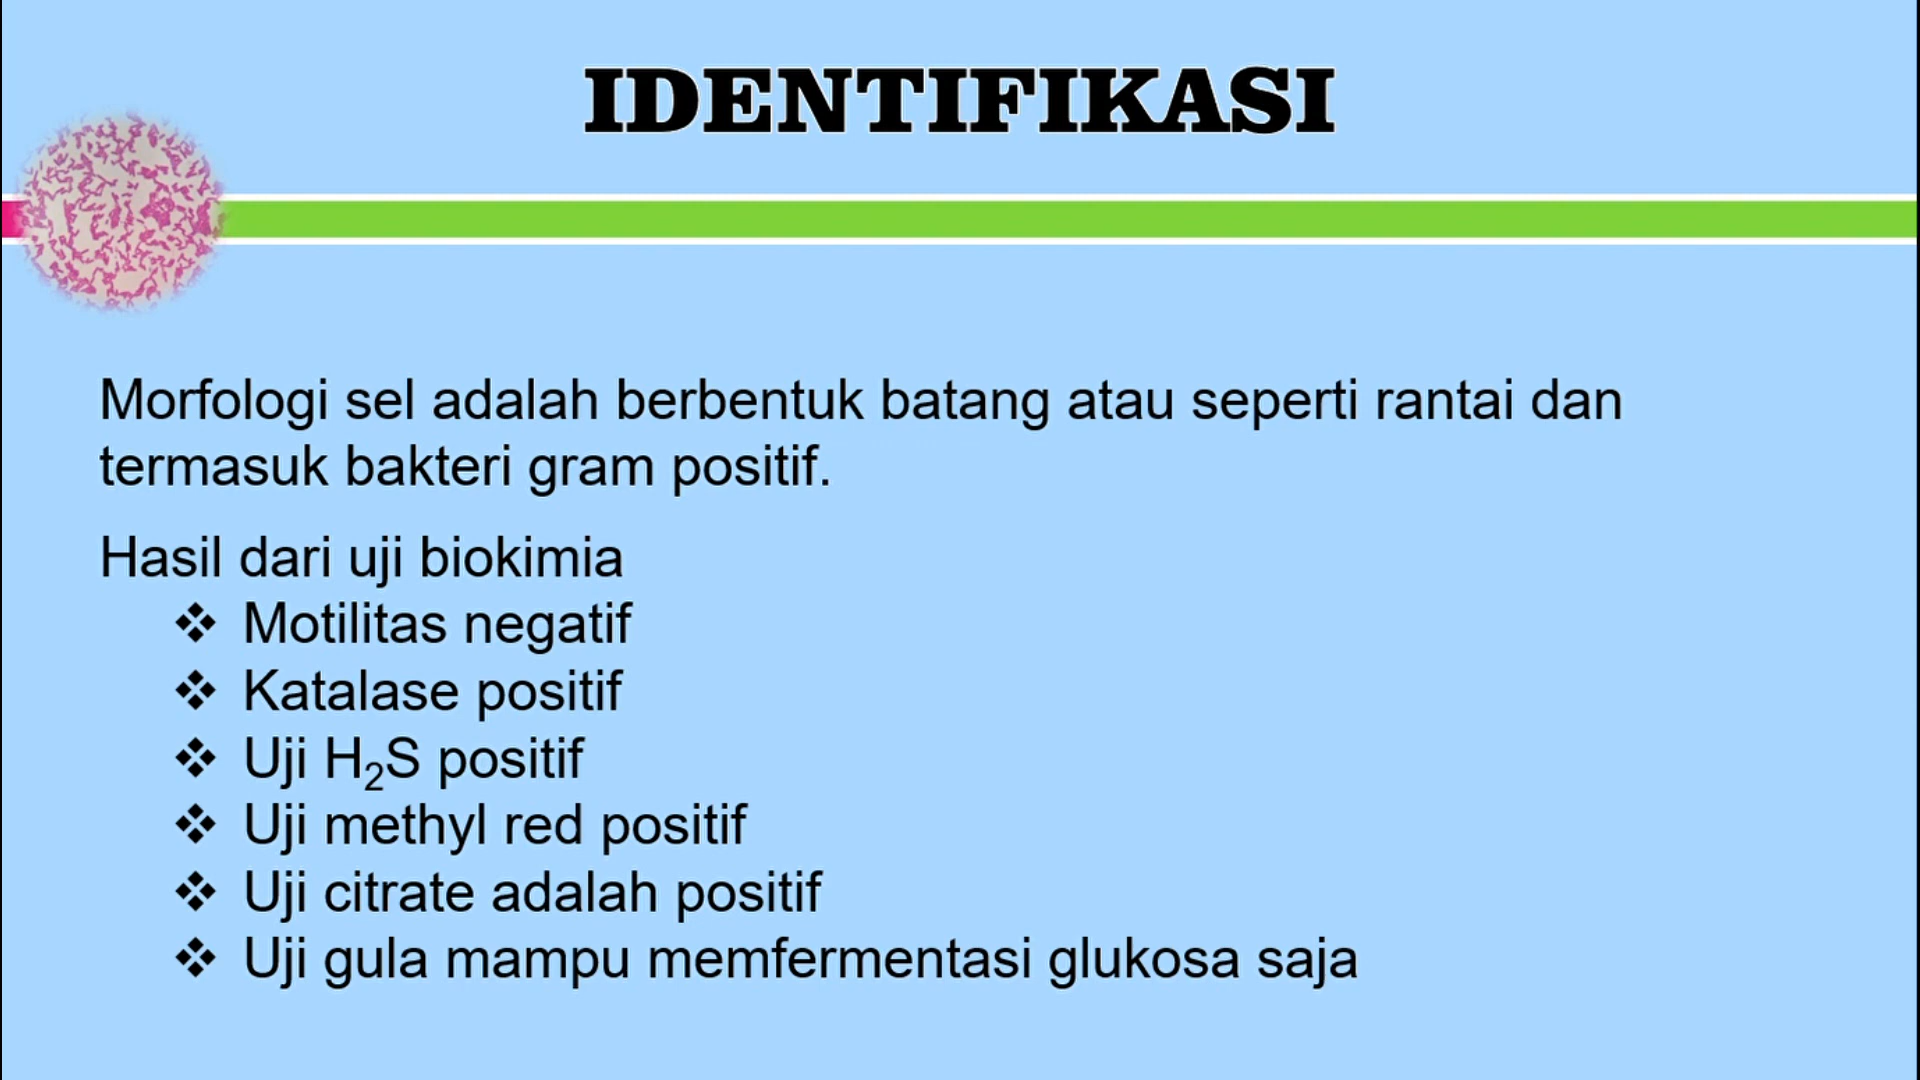 IDENTIFIKASI
Morfologi sel adalah berbentuk batang atau seperti rantai dan
termasuk bakteri gram positif.
Hasil dari uji biokimia
❖ Motilitas negatif
❖ Katalase positif
❖ Uji H₂S positif
❖ Uji methyl red positif
❖ Uji citrate adalah positif
❖ Uji gula mampu memfermentasi glukosa saja